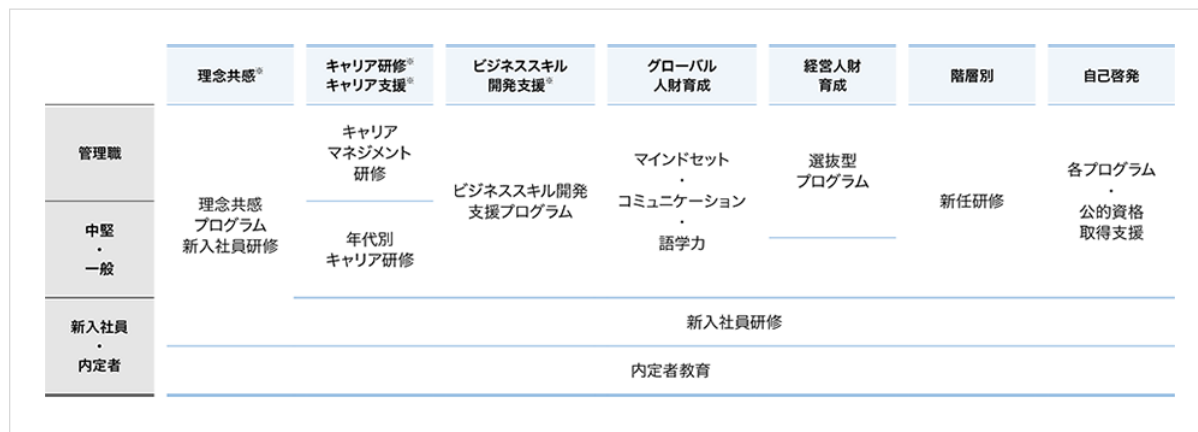 理念共感※
キャリア研修※
キャリア支援※
ビジネススキル
開発支援※
グローバル
人財育成
経営人財
育成
階層別
自己啓発
管理職
中堅
・
一般
新入社員
・
内定者
理念共感
プログラム
新入社員研修
キャリア
マネジメント
研修
年代別
キャリア研修
ビジネススキル開発
支援プログラム
マインドセット
・
コミュニケーション
・
語学力
選抜型
プログラム
新任研修
各プログラム
・
公的資格
取得支援
新入社員研修
内定者教育